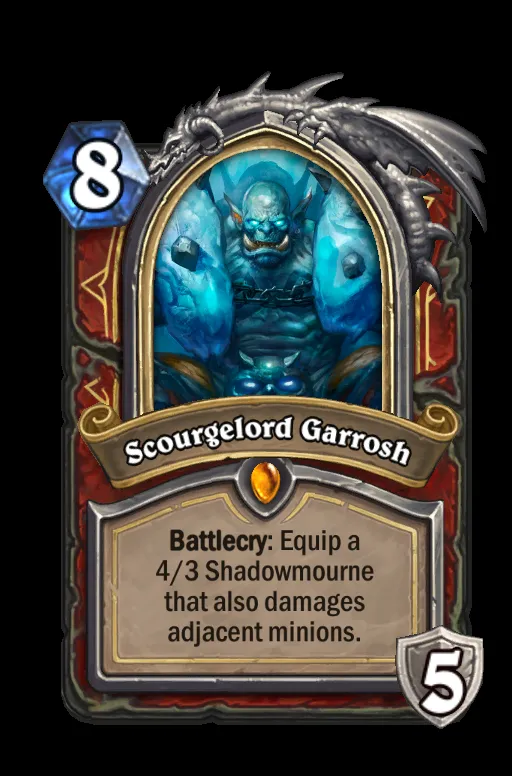 8
Scourgelord Garrosh
Battlecry: Equip a
4/3 Shadowmourne
that also damages
adjacent minions.
5